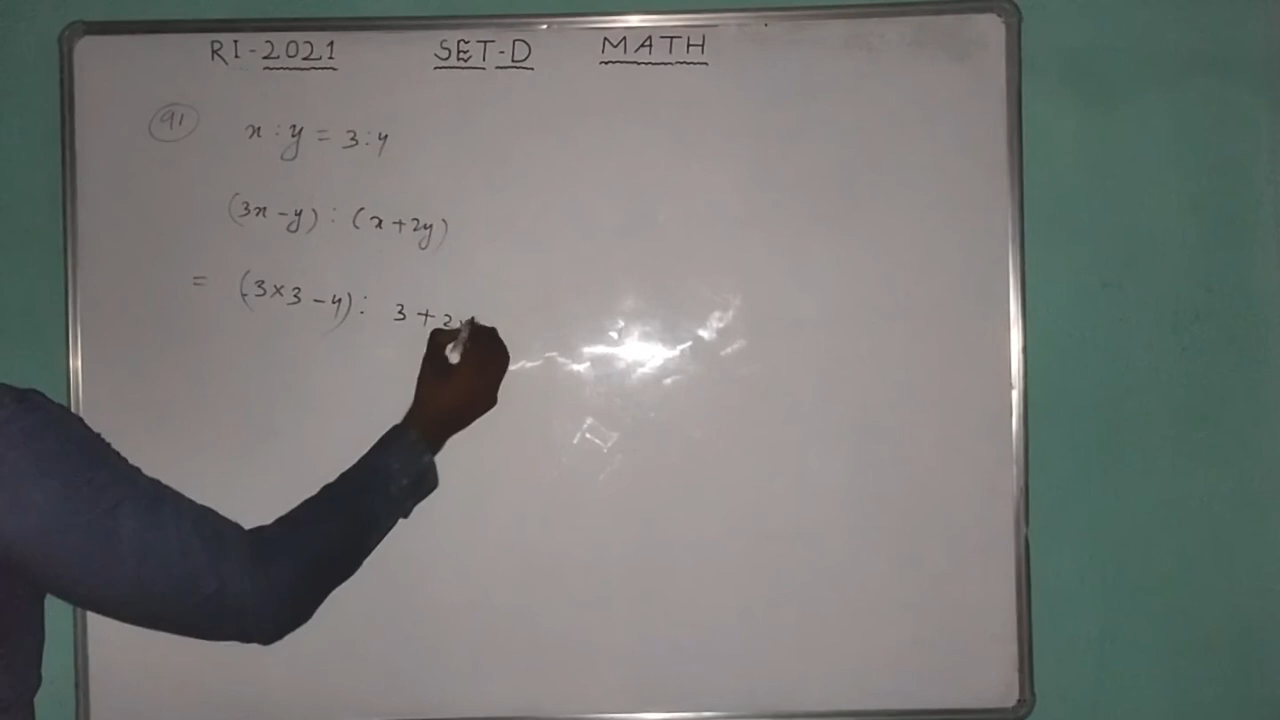 RI-2021 SET-D MATH
91 x : y = 3 : 4
(3x - y) : (x + 2y)
= (3×3 - 4) : 3 + 2